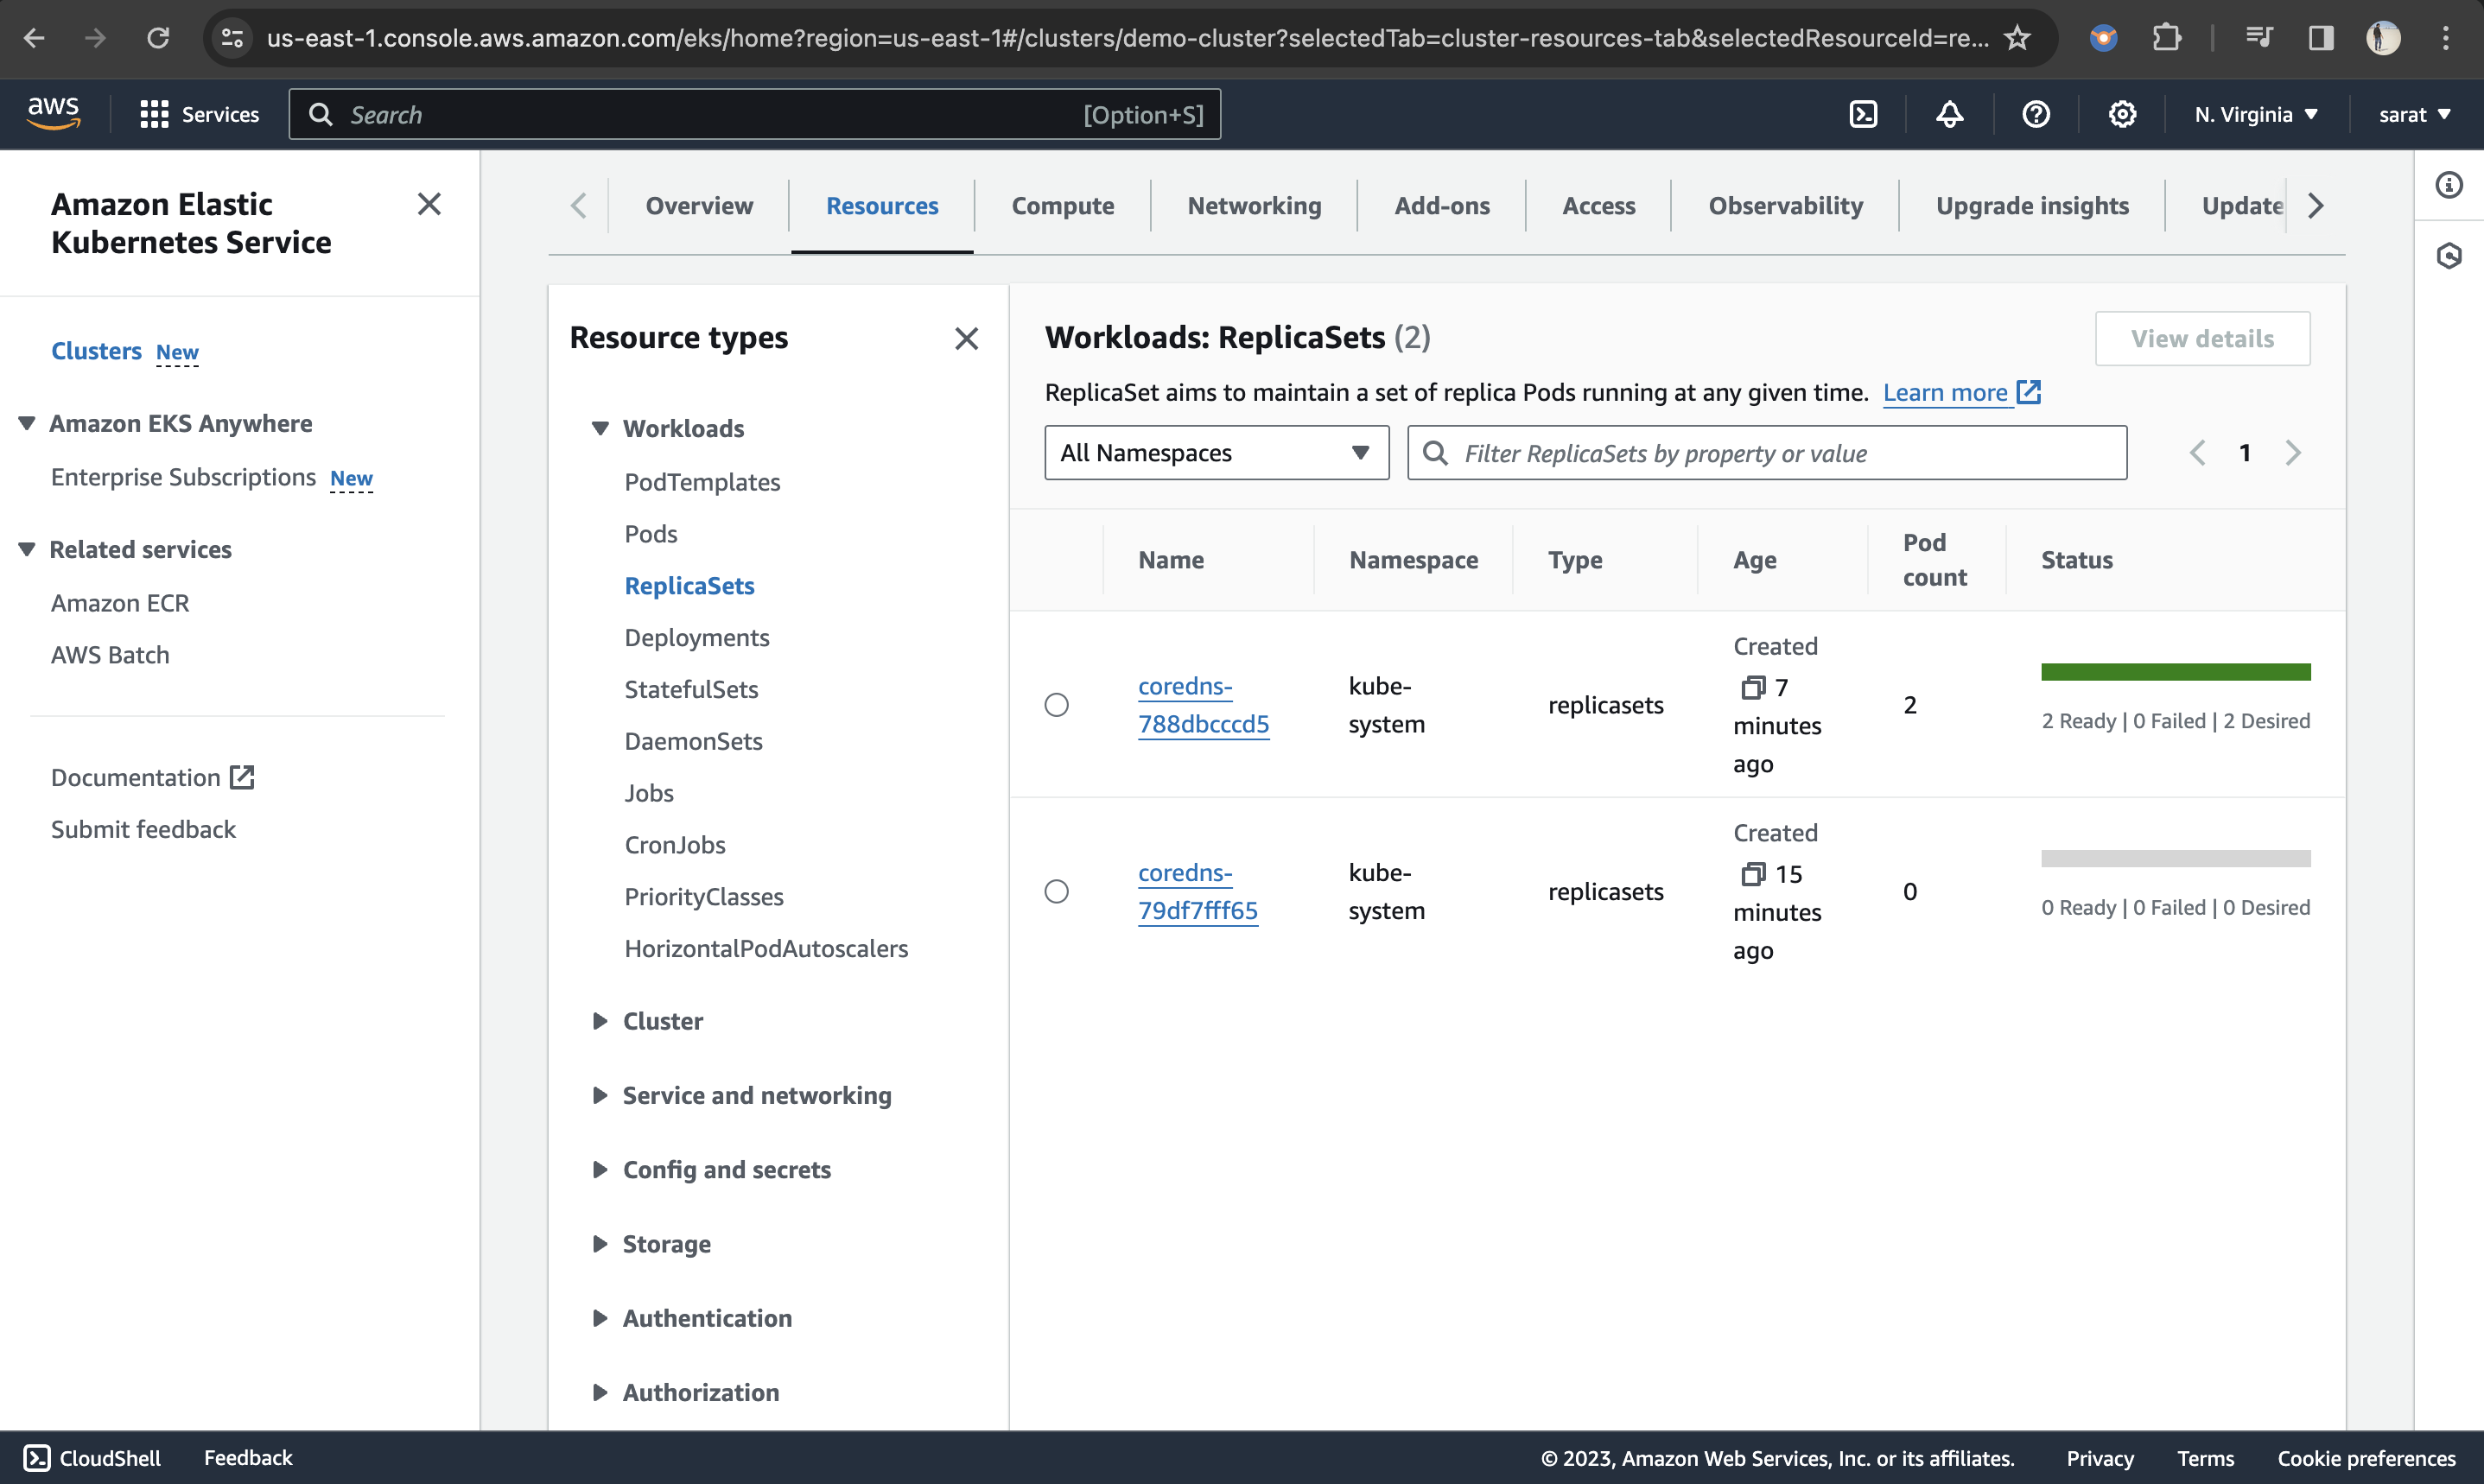 us-east-1.console.aws.amazon.com/eks/home?region=us-east-1#/clusters/demo-cluster?selectedTab=cluster-resources-tab&selectedResourceId=re...
aws
Services
Search
[Option+S]
N. Virginia
sarat
Amazon Elastic
Kubernetes Service
Clusters New
Amazon EKS Anywhere
Enterprise Subscriptions New
Related services
Amazon ECR
AWS Batch
Documentation
Submit feedback
Overview
Resources
Compute
Networking
Add-ons
Access
Observability
Upgrade insights
Update
Resource types
Workloads
PodTemplates
Pods
ReplicaSets
Deployments
StatefulSets
DaemonSets
Jobs
CronJobs
PriorityClasses
HorizontalPodAutoscalers
Cluster
Service and networking
Config and secrets
Storage
Authentication
Authorization
Workloads: ReplicaSets (2)
View details
ReplicaSet aims to maintain a set of replica Pods running at any given time. Learn more
All Namespaces
Filter ReplicaSets by property or value
1
Name
Namespace
Type
Age
Pod
count
Status
coredns-
788dbcccd5
kube-
system
replicasets
Created
7
minutes
ago
2
2 Ready | 0 Failed | 2 Desired
coredns-
79df7fff65
kube-
system
replicasets
Created
15
minutes
ago
0
0 Ready | 0 Failed | 0 Desired
CloudShell
Feedback
© 2023, Amazon Web Services, Inc. or its affiliates.
Privacy
Terms
Cookie preferences